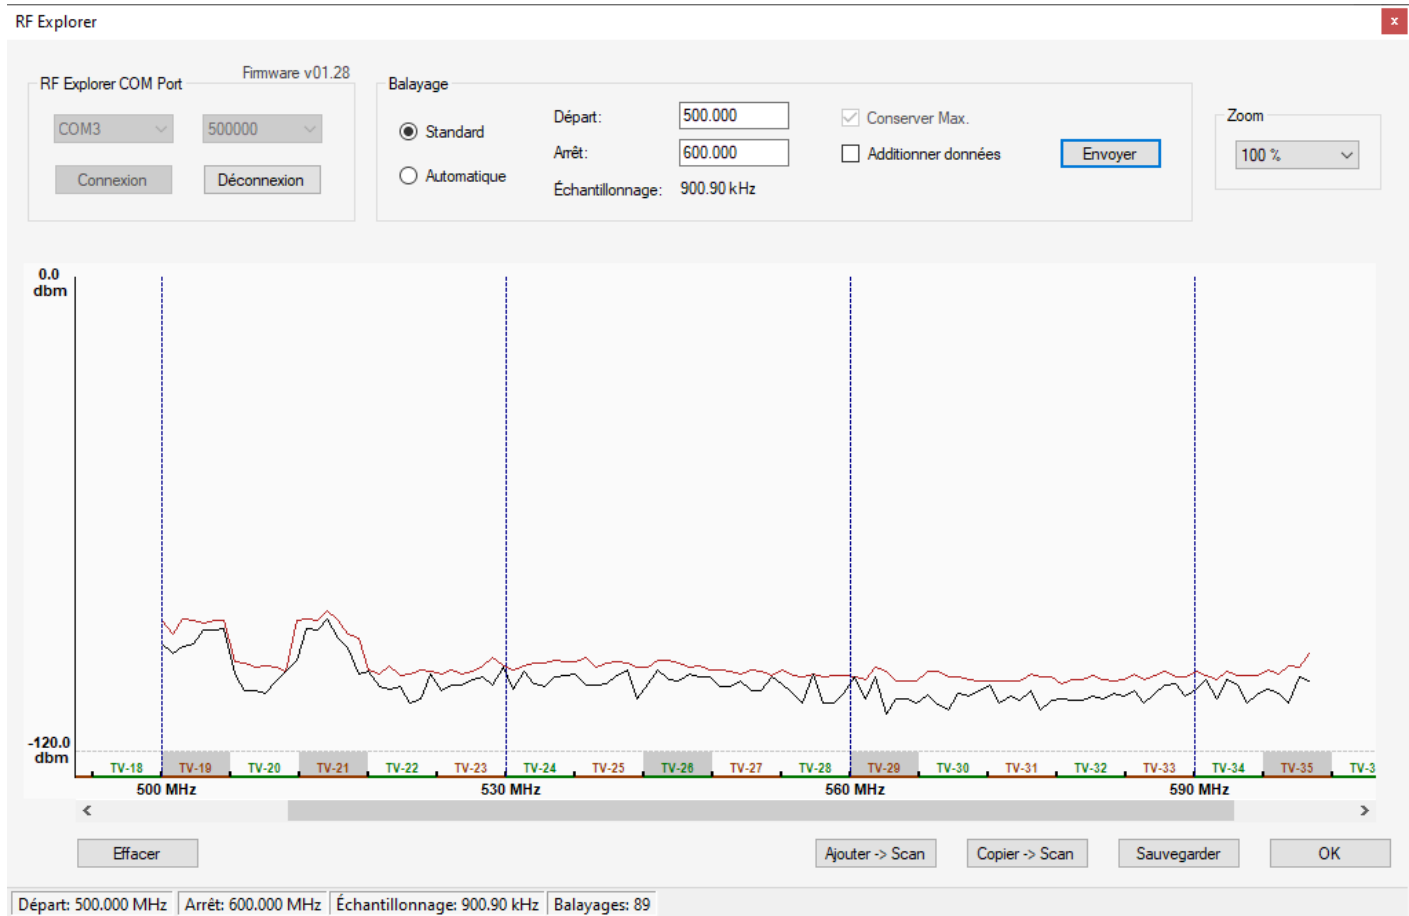 RF Explorer
x
RF Explorer COM Port
Firmware v01.28
COM3
500000
Connexion
Déconnexion
Balayage
Standard
Automatique
Départ:
500.000
Arrêt:
600.000
Échantillonnage:
900.90 kHz
Conserver Max.
Additionner données
Envoyer
Zoom
100 %
0.0
dbm
-120.0
dbm
TV-18 TV-19 TV-20 TV-21 TV-22 TV-23 TV-24 TV-25 TV-26 TV-27 TV-28 TV-29 TV-30 TV-31 TV-32 TV-33 TV-34 TV-35 TV-3
500 MHz 530 MHz 560 MHz 590 MHz
Effacer
Ajouter -> Scan
Copier -> Scan
Sauvegarder
OK
Départ: 500.000 MHz Arrêt: 600.000 MHz Échantillonnage: 900.90 kHz Balayages: 89